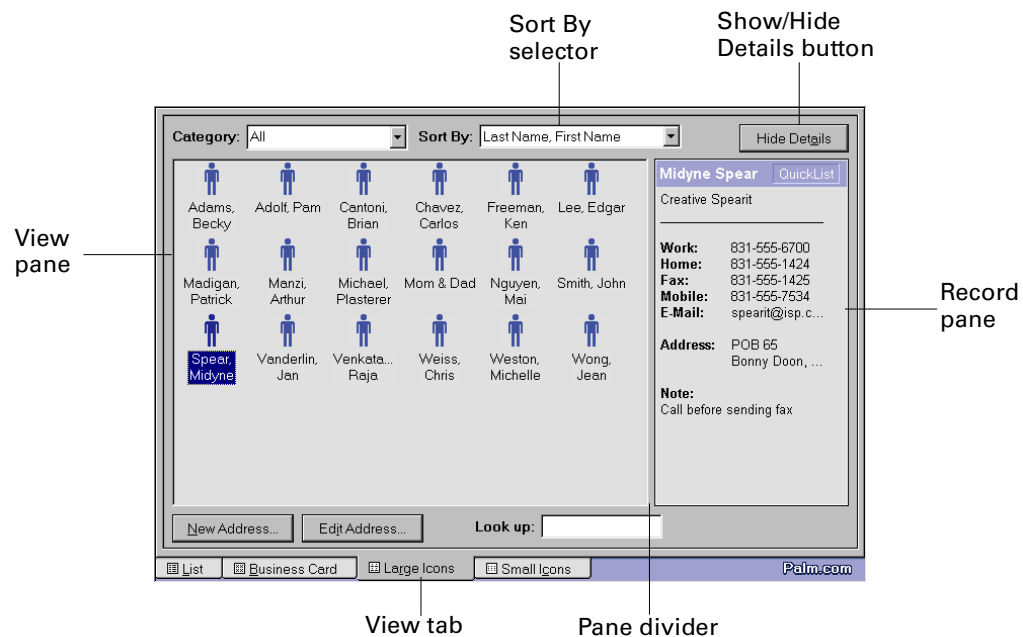 Sort By
selector
Show/Hide
Details button
Category: All Sort By: Last Name, First Name Hide Details
Adams,
Becky
Adolf, Pam
Cantoni,
Brian
Chavez,
Carlos
Freeman,
Ken
Lee, Edgar
Madigan,
Patrick
Manzi,
Arthur
Michael,
Plasterer
Mom & Dad
Nguyen,
Mai
Smith, John
Spear,
Midyne
Vanderlin,
Jan
Venkata...
Raja
Weiss,
Chris
Weston,
Michelle
Wong,
Jean
Midyne Spear QuickList
Creative Spearit
Work: 831-555-6700
Home: 831-555-1424
Fax: 831-555-1425
Mobile: 831-555-7534
E-Mail: spearit@isp.c...
Address: POB 65
Bonny Doon, ...
Note:
Call before sending fax
View
pane
Record
pane
New Address... Edit Address... Look up:
List Business Card Large Icons Small Icons Palm.com
View tab
Pane divider